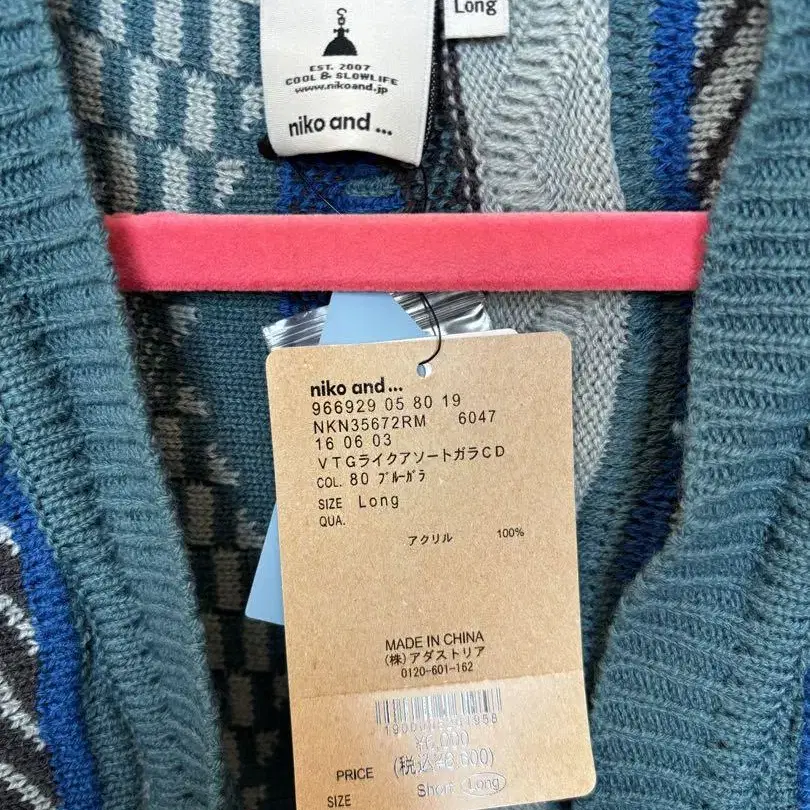 Long
EST. 2007
COOL & SLOWLIFE
www.nikoand.jp
niko and ...
niko and ...
966929 05 80 19
NKN35672RM 6047
16 06 03
VTGライクアソートガラCD
COL. 80 ブルーガラ
SIZE Long
QUA.
アクリル 100%
MADE IN CHINA
(株)アダストリア
0120-601-162
¥6,000
PRICE
SIZE Short Long